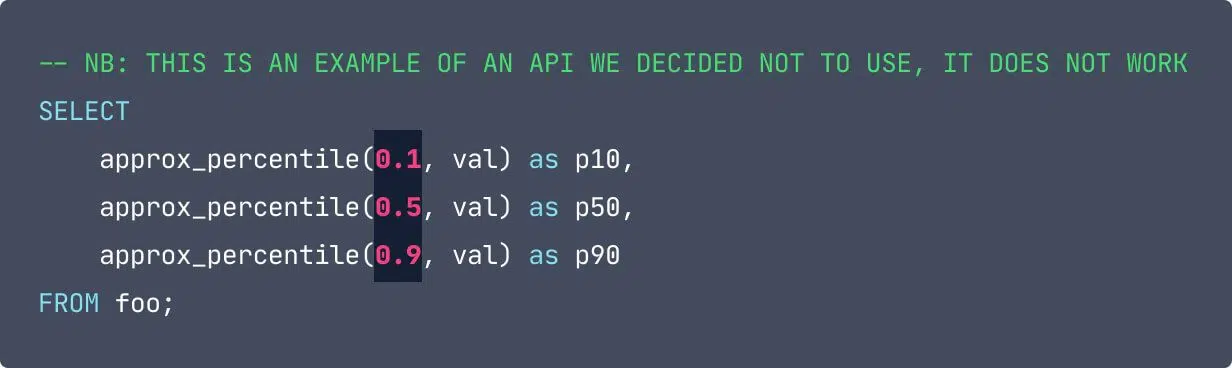 -- NB: THIS IS AN EXAMPLE OF AN API WE DECIDED NOT TO USE, IT DOES NOT WORK
SELECT
    approx_percentile(0.1, val) as p10,
    approx_percentile(0.5, val) as p50,
    approx_percentile(0.9, val) as p90
FROM foo;